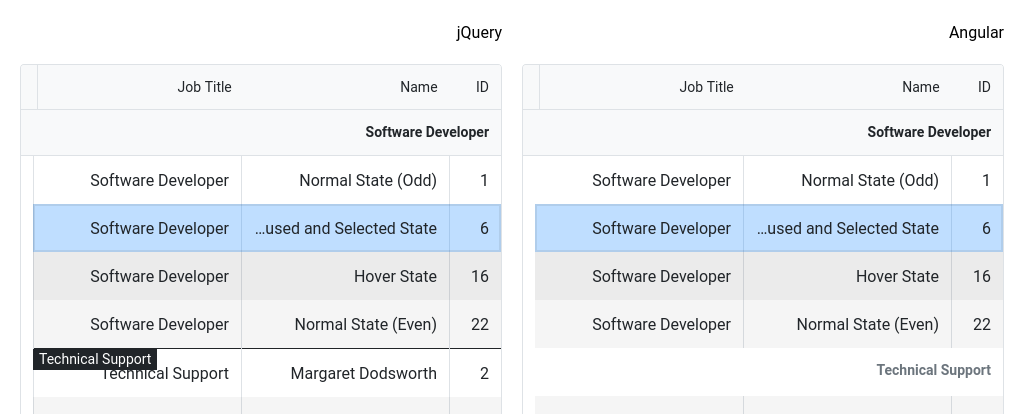 jQuery Angular
Job Title Name ID
Software Developer
Software Developer Normal State (Odd) 1
Software Developer ...used and Selected State 6
Software Developer Hover State 16
Software Developer Normal State (Even) 22
Technical Support
Technical Support Margaret Dodsworth 2
Job Title Name ID
Software Developer
Software Developer Normal State (Odd) 1
Software Developer ...used and Selected State 6
Software Developer Hover State 16
Software Developer Normal State (Even) 22
Technical Support